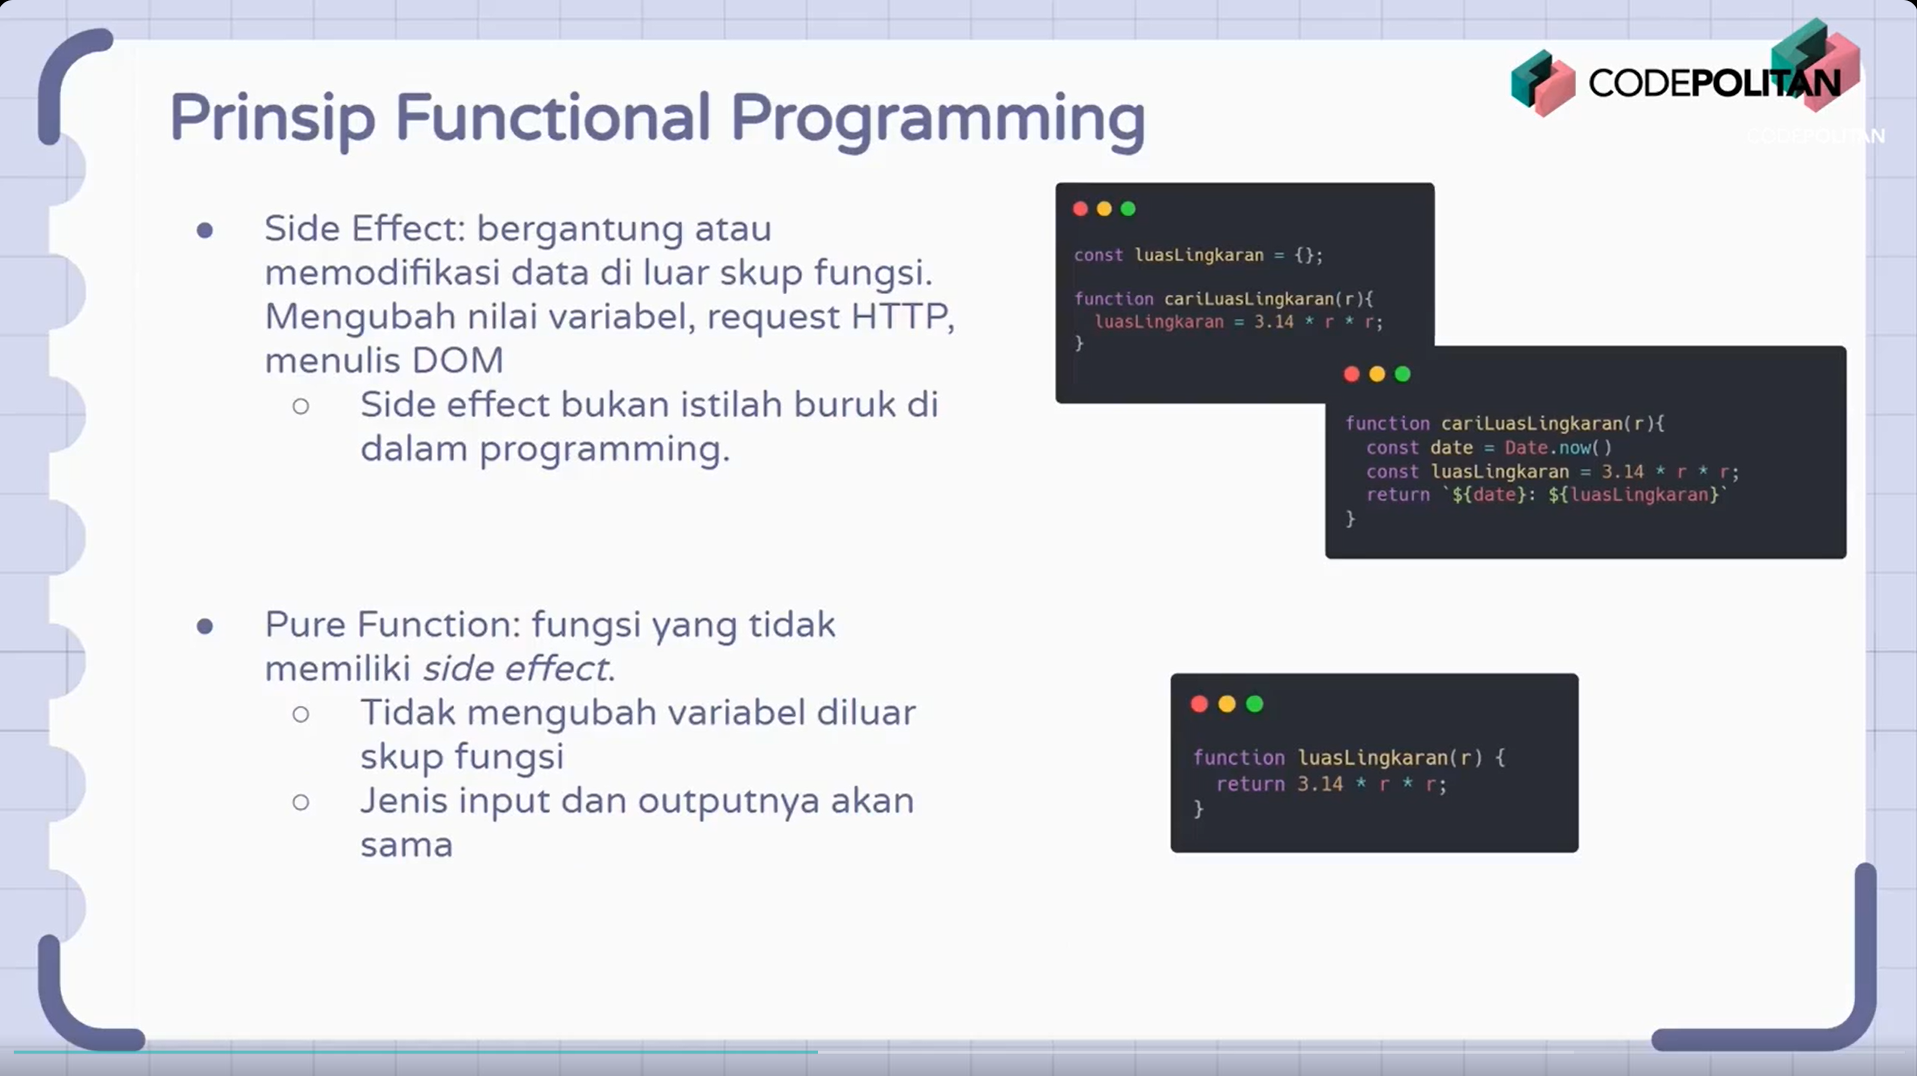 CODEPOLITAN
CODEPOLITAN
Prinsip Functional Programming
● Side Effect: bergantung atau
memodifikasi data di luar skup fungsi.
Mengubah nilai variabel, request HTTP,
menulis DOM
○ Side effect bukan istilah buruk di
dalam programming.
const luasLingkaran = {};
function cariLuasLingkaran(r){
luasLingkaran = 3.14 * r * r;
}
function cariLuasLingkaran(r){
const date = Date.now()
const luasLingkaran = 3.14 * r * r;
return `${date}: ${luasLingkaran}`
}
● Pure Function: fungsi yang tidak
memiliki side effect.
○ Tidak mengubah variabel diluar
skup fungsi
○ Jenis input dan outputnya akan
sama
function luasLingkaran(r) {
return 3.14 * r * r;
}